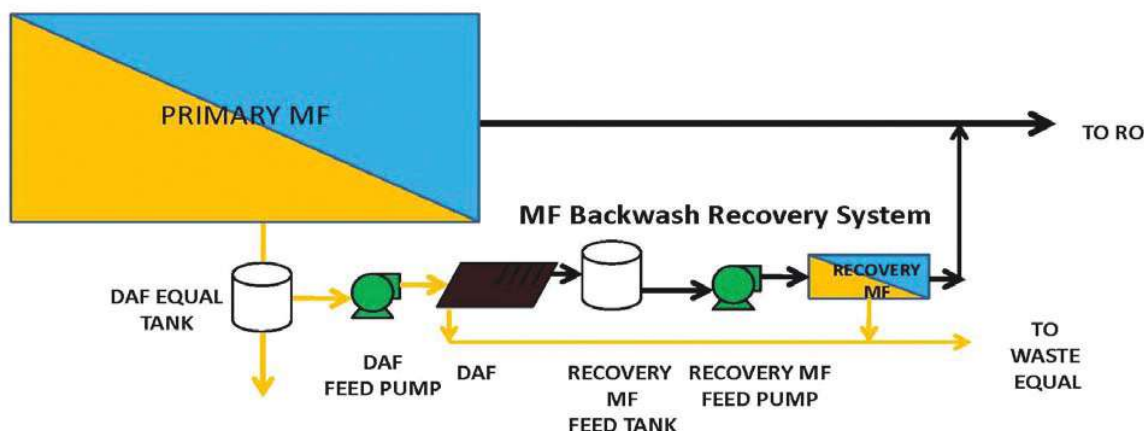 PRIMARY MF
TO RO
MF Backwash Recovery System
RECOVERY
MF
DAF EQUAL
TANK
DAF
FEED PUMP
DAF
RECOVERY
MF
FEED TANK
RECOVERY MF
FEED PUMP
TO
WASTE
EQUAL